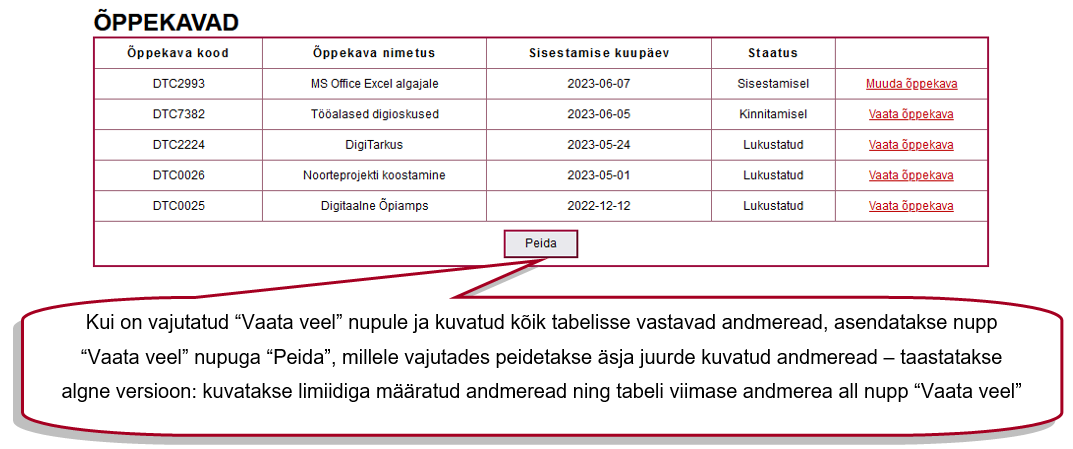 ÕPPEKAVAD
Õppekava kood Õppekava nimetus Sisestamise kuupäev Staatus
DTC2993 MS Office Excel algajale 2023-06-07 Sisestamisel Muuda õppekava
DTC7382 Tööalased digioskused 2023-06-05 Kinnitamisel Vaata õppekava
DTC2224 DigiTarkus 2023-05-24 Lukustatud Vaata õppekava
DTC0026 Noorteprojekti koostamine 2023-05-01 Lukustatud Vaata õppekava
DTC0025 Digitaalne Õpiamps 2022-12-12 Lukustatud Vaata õppekava
Peida
Kui on vajutatud “Vaata veel” nupule ja kuvatud kõik tabelisse vastavad andmeread, asendatakse nupp
“Vaata veel” nupuga “Peida”, millele vajutades peidetakse äsja juurde kuvatud andmeread – taastatakse
algne versioon: kuvatakse limiidiga määratud andmeread ning tabeli viimase andmerea all nupp “Vaata veel”